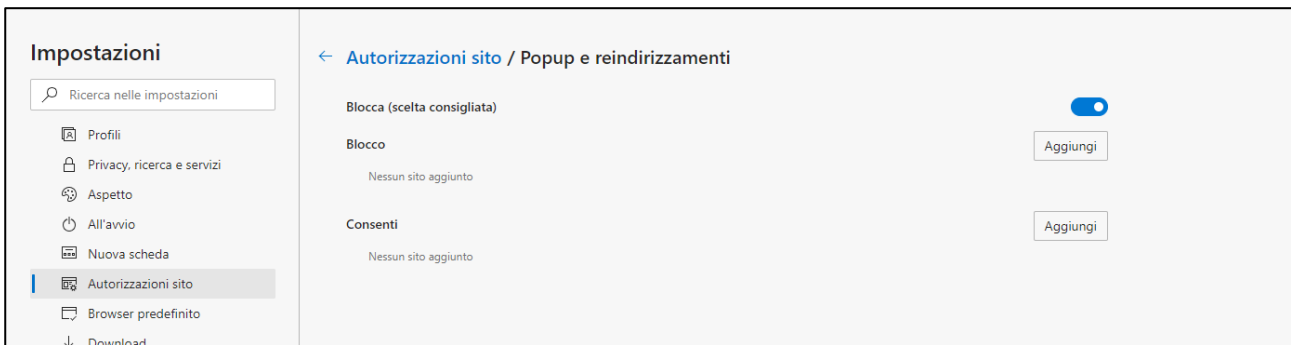 Impostazioni
Ricerca nelle impostazioni
Profili
Privacy, ricerca e servizi
Aspetto
All'avvio
Nuova scheda
Autorizzazioni sito
Browser predefinito
Download
Autorizzazioni sito / Popup e reindirizzamenti
Blocca (scelta consigliata)
Blocco
Aggiungi
Nessun sito aggiunto
Consenti
Aggiungi
Nessun sito aggiunto